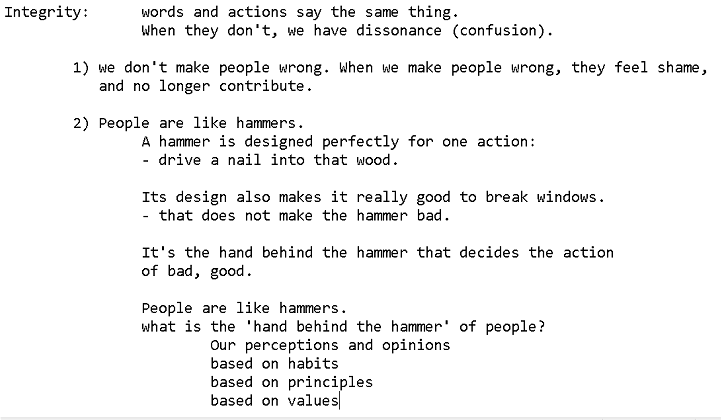 Integrity: words and actions say the same thing.
When they don't, we have dissonance (confusion).
1) we don't make people wrong. When we make people wrong, they feel shame,
and no longer contribute.
2) People are like hammers.
A hammer is designed perfectly for one action:
- drive a nail into that wood.
Its design also makes it really good to break windows.
- that does not make the hammer bad.
It's the hand behind the hammer that decides the action
of bad, good.
People are like hammers.
what is the 'hand behind the hammer' of people?
Our perceptions and opinions
based on habits
based on principles
based on values